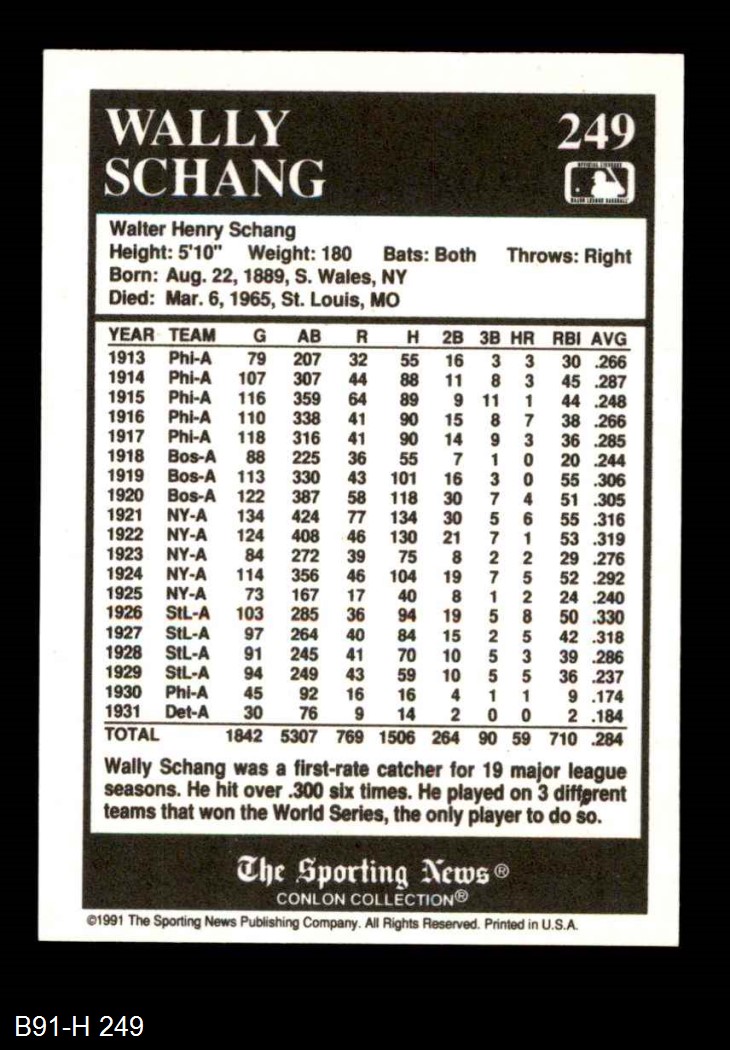 WALLY
SCHANG
249
Walter Henry Schang
Height: 5'10" Weight: 180 Bats: Both Throws: Right
Born: Aug. 22, 1889, S. Wales, NY
Died: Mar. 6, 1965, St. Louis, MO
YEAR TEAM G AB R H 2B 3B HR RBI AVG
1913 Phi-A 79 207 32 55 16 3 3 30 .266
1914 Phi-A 107 307 44 88 11 8 3 45 .287
1915 Phi-A 116 359 64 89 9 11 1 44 .248
1916 Phi-A 110 338 41 90 15 8 7 38 .266
1917 Phi-A 118 316 41 90 14 9 3 36 .285
1918 Bos-A 88 225 36 55 7 1 0 20 .244
1919 Bos-A 113 330 43 101 16 3 0 55 .306
1920 Bos-A 122 387 58 118 30 7 4 51 .305
1921 NY-A 134 424 77 134 30 5 6 55 .316
1922 NY-A 124 408 46 130 21 7 1 53 .319
1923 NY-A 84 272 39 75 8 2 2 29 .276
1924 NY-A 114 356 46 104 19 7 5 52 .292
1925 NY-A 73 167 17 40 8 1 2 24 .240
1926 StL-A 103 285 36 94 19 5 8 50 .330
1927 StL-A 97 264 40 84 15 2 5 42 .318
1928 StL-A 91 245 41 70 10 5 3 39 .286
1929 StL-A 94 249 43 59 10 5 5 36 .237
1930 Phi-A 45 92 16 16 4 1 1 9 .174
1931 Det-A 30 76 9 14 2 0 0 2 .184
TOTAL 1842 5307 769 1506 264 90 59 710 .284
Wally Schang was a first-rate catcher for 19 major league
seasons. He hit over .300 six times. He played on 3 different
teams that won the World Series, the only player to do so.
The Sporting News®
CONLON COLLECTION®
©1991 The Sporting News Publishing Company. All Rights Reserved. Printed in U.S.A.
B91-H 249